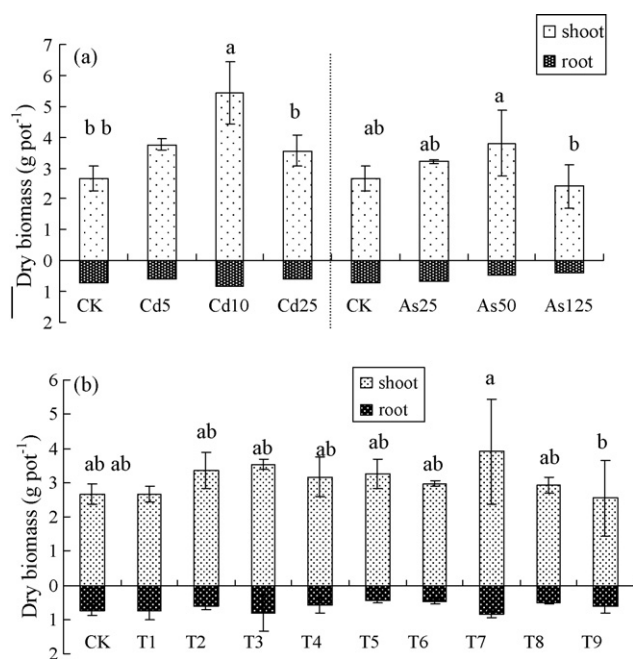 (a)
shoot
root
7
6
5
4
3
2
1
0
1
2
Dry biomass (g pot⁻¹)
b b
a
b
ab
ab
a
b
CK Cd5 Cd10 Cd25 CK As25 As50 As125
(b)
shoot
root
6
5
4
3
2
1
0
1
2
Dry biomass (g pot⁻¹)
ab ab
ab
ab
ab
ab
ab
a
ab
b
CK T1 T2 T3 T4 T5 T6 T7 T8 T9